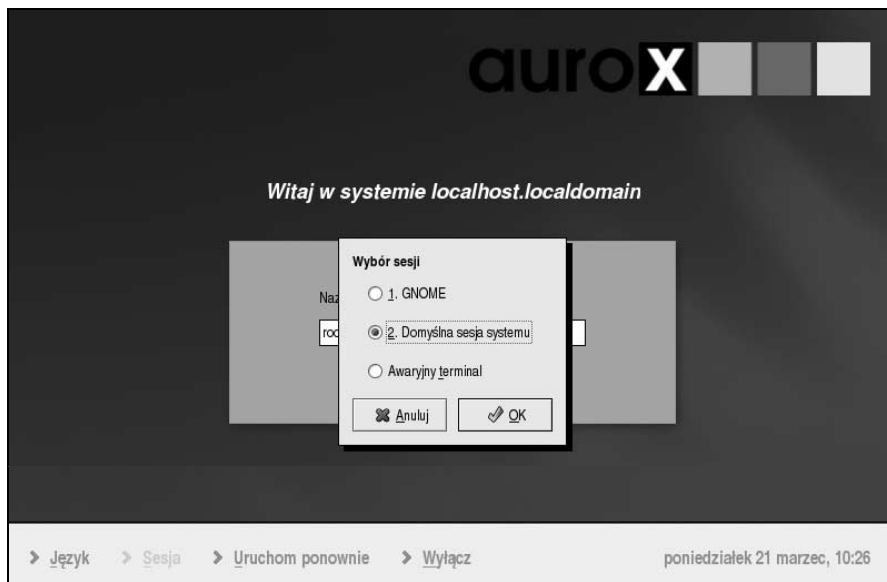 aurox
Witaj w systemie localhost.localdomain
Wybór sesji
1. GNOME
2. Domyślna sesja systemu
Awaryjny terminal
Anuluj
OK
Język
Sesja
Uruchom ponownie
Wyłącz
poniedziałek 21 marzec, 10:26